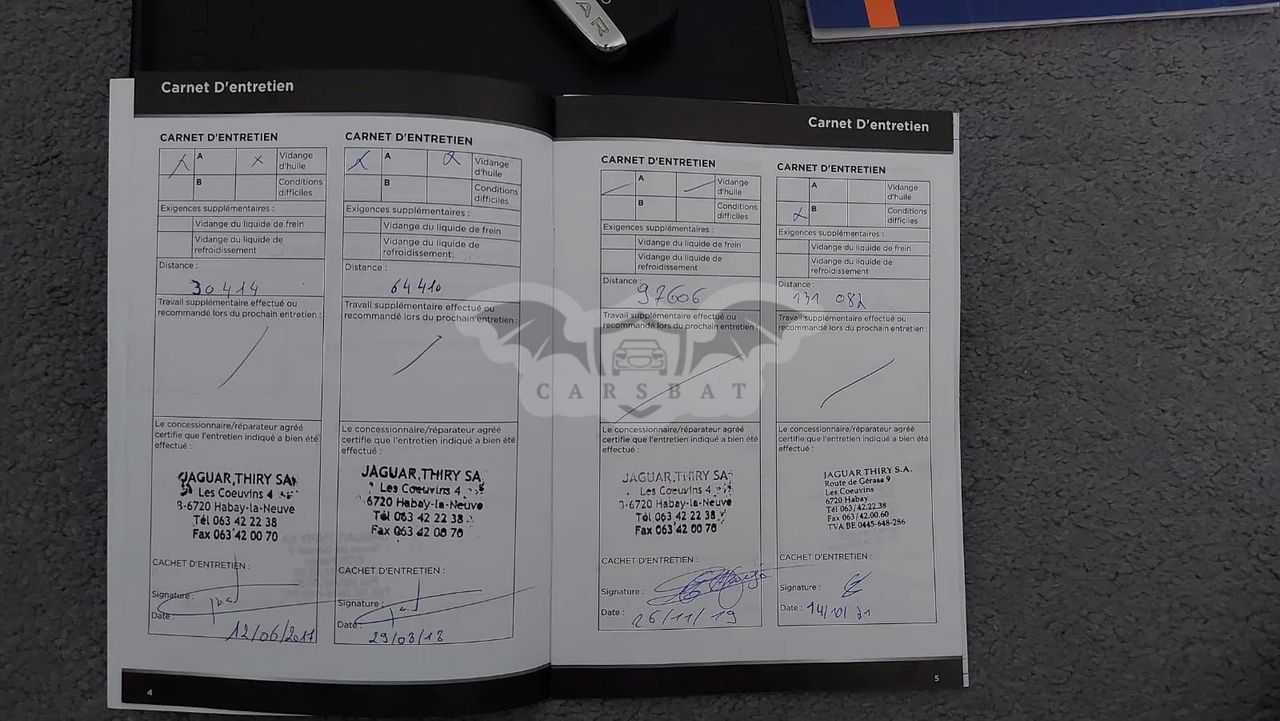 AR
Carnet D'entretien
CARNET D'ENTRETIEN
A
X
Vidange
d'huile
B
Conditions
difficiles
Exigences supplémentaires :
Vidange du liquide de frein
Vidange du liquide de
refroidissement
Distance :
30 414
Travail supplémentaire effectué ou
recommandé lors du prochain entretien :
Le concessionnaire/réparateur agréé
certifie que l'entretien indiqué a bien été
effectué :
JAGUAR,THIRY SA
Les Coeuvins 4
B-6720 Habay-la-Neuve
Tél 063 42 22 38
Fax 063 42 00 70
CACHET D'ENTRETIEN :
Signature :
Date :
12/06/2017
CARNET D'ENTRETIEN
A
Vidange
d'huile
B
Conditions
difficiles
Exigences supplémentaires :
Vidange du liquide de frein
Vidange du liquide de
refroidissement
Distance :
64410
Travail supplémentaire effectué ou
recommandé lors du prochain entretien :
Le concessionnaire/réparateur agréé
certifie que l'entretien indiqué a bien été
effectué :
JAGUAR,THIRY SA
Les Coeuvins 4
B-6720 Habay-la-Neuve
Tél 063 42 22 38
Fax 063 42 00 70
CACHET D'ENTRETIEN :
Signature :
Date :
29/03/18
4
Carnet D'entretien
CARNET D'ENTRETIEN
A
Vidange
d'huile
B
Conditions
difficiles
Exigences supplémentaires :
Vidange du liquide de frein
Vidange du liquide de
refroidissement
Distance :
97606
Travail supplémentaire effectué ou
recommandé lors du prochain entretien :
Le concessionnaire/réparateur agréé
certifie que l'entretien indiqué a bien été
effectué :
JAGUAR,THIRY SA
Les Coeuvins 4
B-6720 Habay-la-Neuve
Tél 063 42 22 38
Fax 063 42 00 70
CACHET D'ENTRETIEN :
Signature :
Date :
26/11/19
CARNET D'ENTRETIEN
A
Vidange
d'huile
B
Conditions
difficiles
Exigences supplémentaires :
Vidange du liquide de frein
Vidange du liquide de
refroidissement
Distance :
131 082
Travail supplémentaire effectué ou
recommandé lors du prochain entretien :
Le concessionnaire/réparateur agréé
certifie que l'entretien indiqué a bien été
effectué :
JAGUAR THIRY S.A.
Route de Gérasa 9
Les Coeuvins
6720 Habay
Tél 063/42.22.38
Fax 063/42.00.60
TVA BE 0445-648-286
CACHET D'ENTRETIEN :
Signature :
Date :
14/10/21
5
CARSBAT